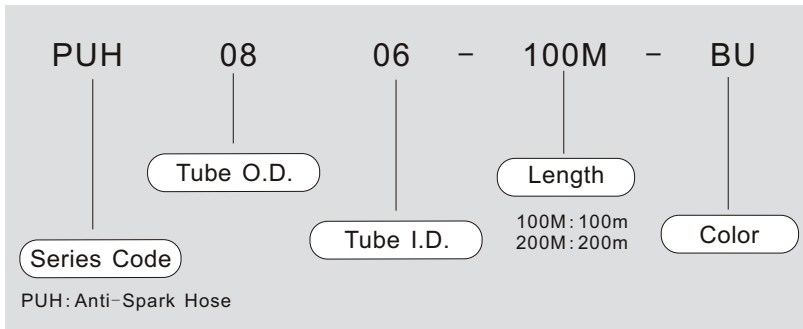 PUH 08 06 - 100M - BU
Tube O.D.
Length
100M:100m
200M:200m
Tube I.D.
Color
Series Code
PUH:Anti-Spark Hose